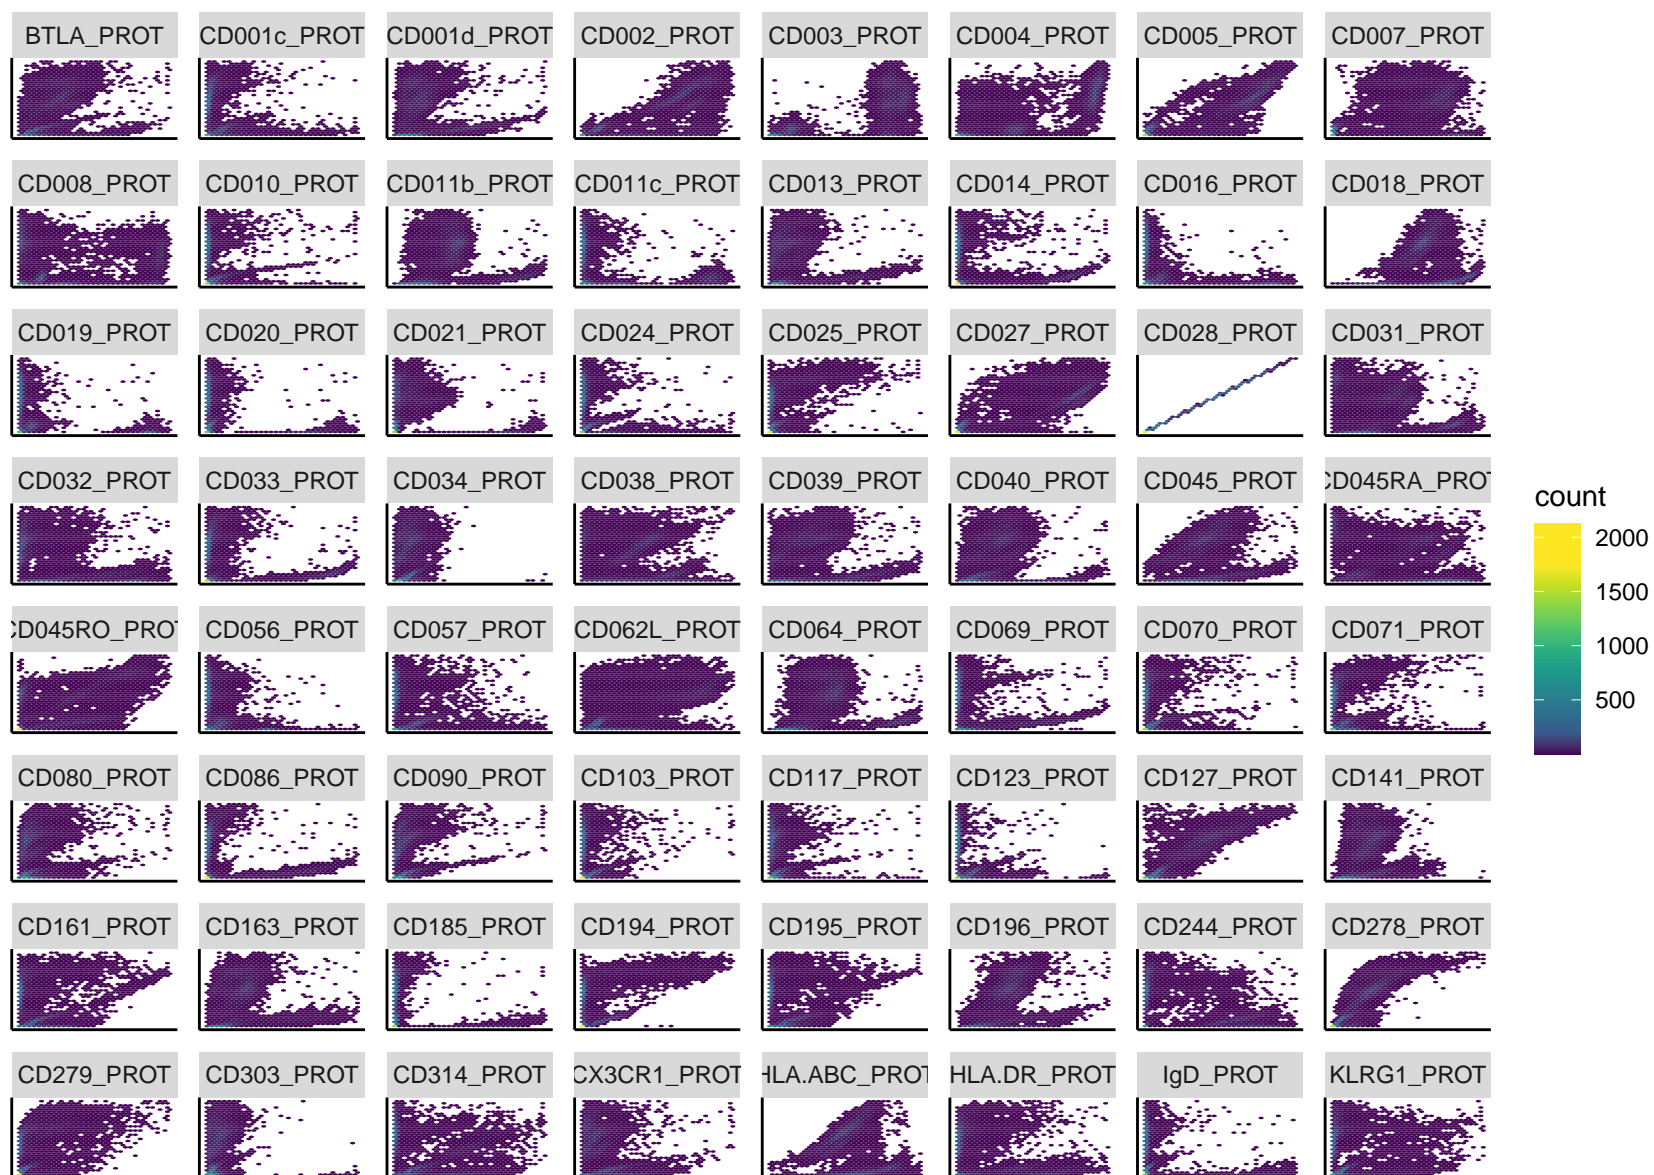 BTLA_PROT CD001c_PROT CD001d_PROT CD002_PROT CD003_PROT CD004_PROT CD005_PROT CD007_PROT
CD008_PROT CD010_PROT CD011b_PROT CD011c_PROT CD013_PROT CD014_PROT CD016_PROT CD018_PROT
CD019_PROT CD020_PROT CD021_PROT CD024_PROT CD025_PROT CD027_PROT CD028_PROT CD031_PROT
CD032_PROT CD033_PROT CD034_PROT CD038_PROT CD039_PROT CD040_PROT CD045_PROT CD045RA_PROT
CD045RO_PROT CD056_PROT CD057_PROT CD062L_PROT CD064_PROT CD069_PROT CD070_PROT CD071_PROT
CD080_PROT CD086_PROT CD090_PROT CD103_PROT CD117_PROT CD123_PROT CD127_PROT CD141_PROT
CD161_PROT CD163_PROT CD185_PROT CD194_PROT CD195_PROT CD196_PROT CD244_PROT CD278_PROT
CD279_PROT CD303_PROT CD314_PROT CX3CR1_PROT HLA.ABC_PROT HLA.DR_PROT IgD_PROT KLRG1_PROT
count
2000
1500
1000
500